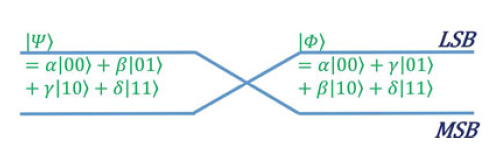 |Ψ⟩
= α|00⟩ + β|01⟩
+ γ|10⟩ + δ|11⟩
|Φ⟩
= α|00⟩ + γ|01⟩
+ β|10⟩ + δ|11⟩
LSB
MSB